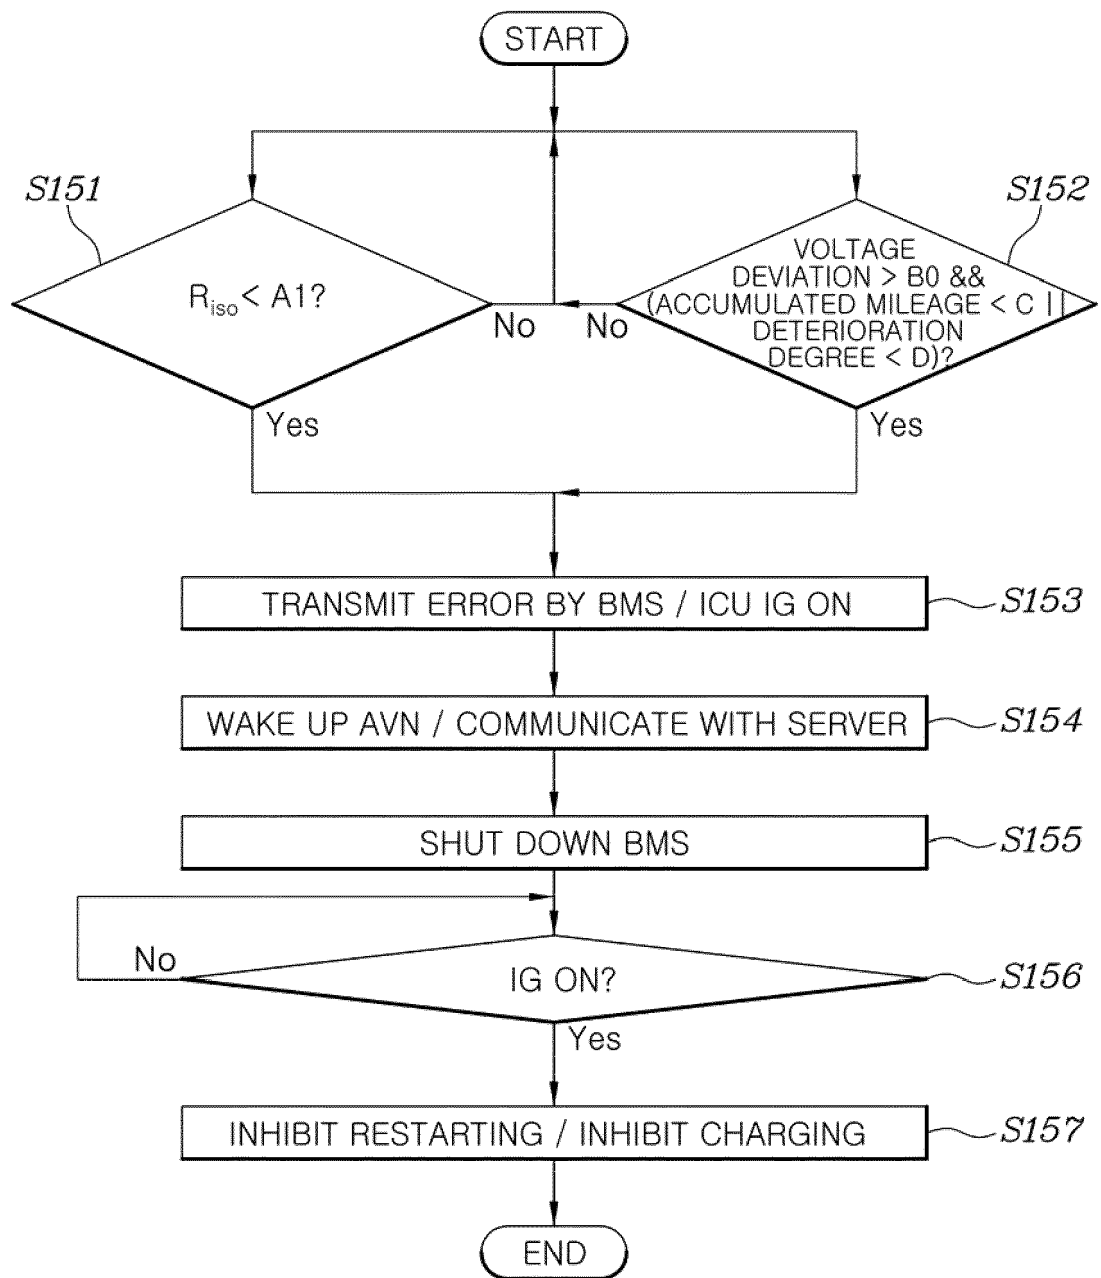 START
S151
S152
R_iso < A1?
VOLTAGE
DEVIATION > B0 &&
(ACCUMULATED MILEAGE < C ||
DETERIORATION
DEGREE < D)?
No
No
Yes
Yes
TRANSMIT ERROR BY BMS / ICU IG ON
S153
WAKE UP AVN / COMMUNICATE WITH SERVER
S154
SHUT DOWN BMS
S155
No
IG ON?
S156
Yes
INHIBIT RESTARTING / INHIBIT CHARGING
S157
END